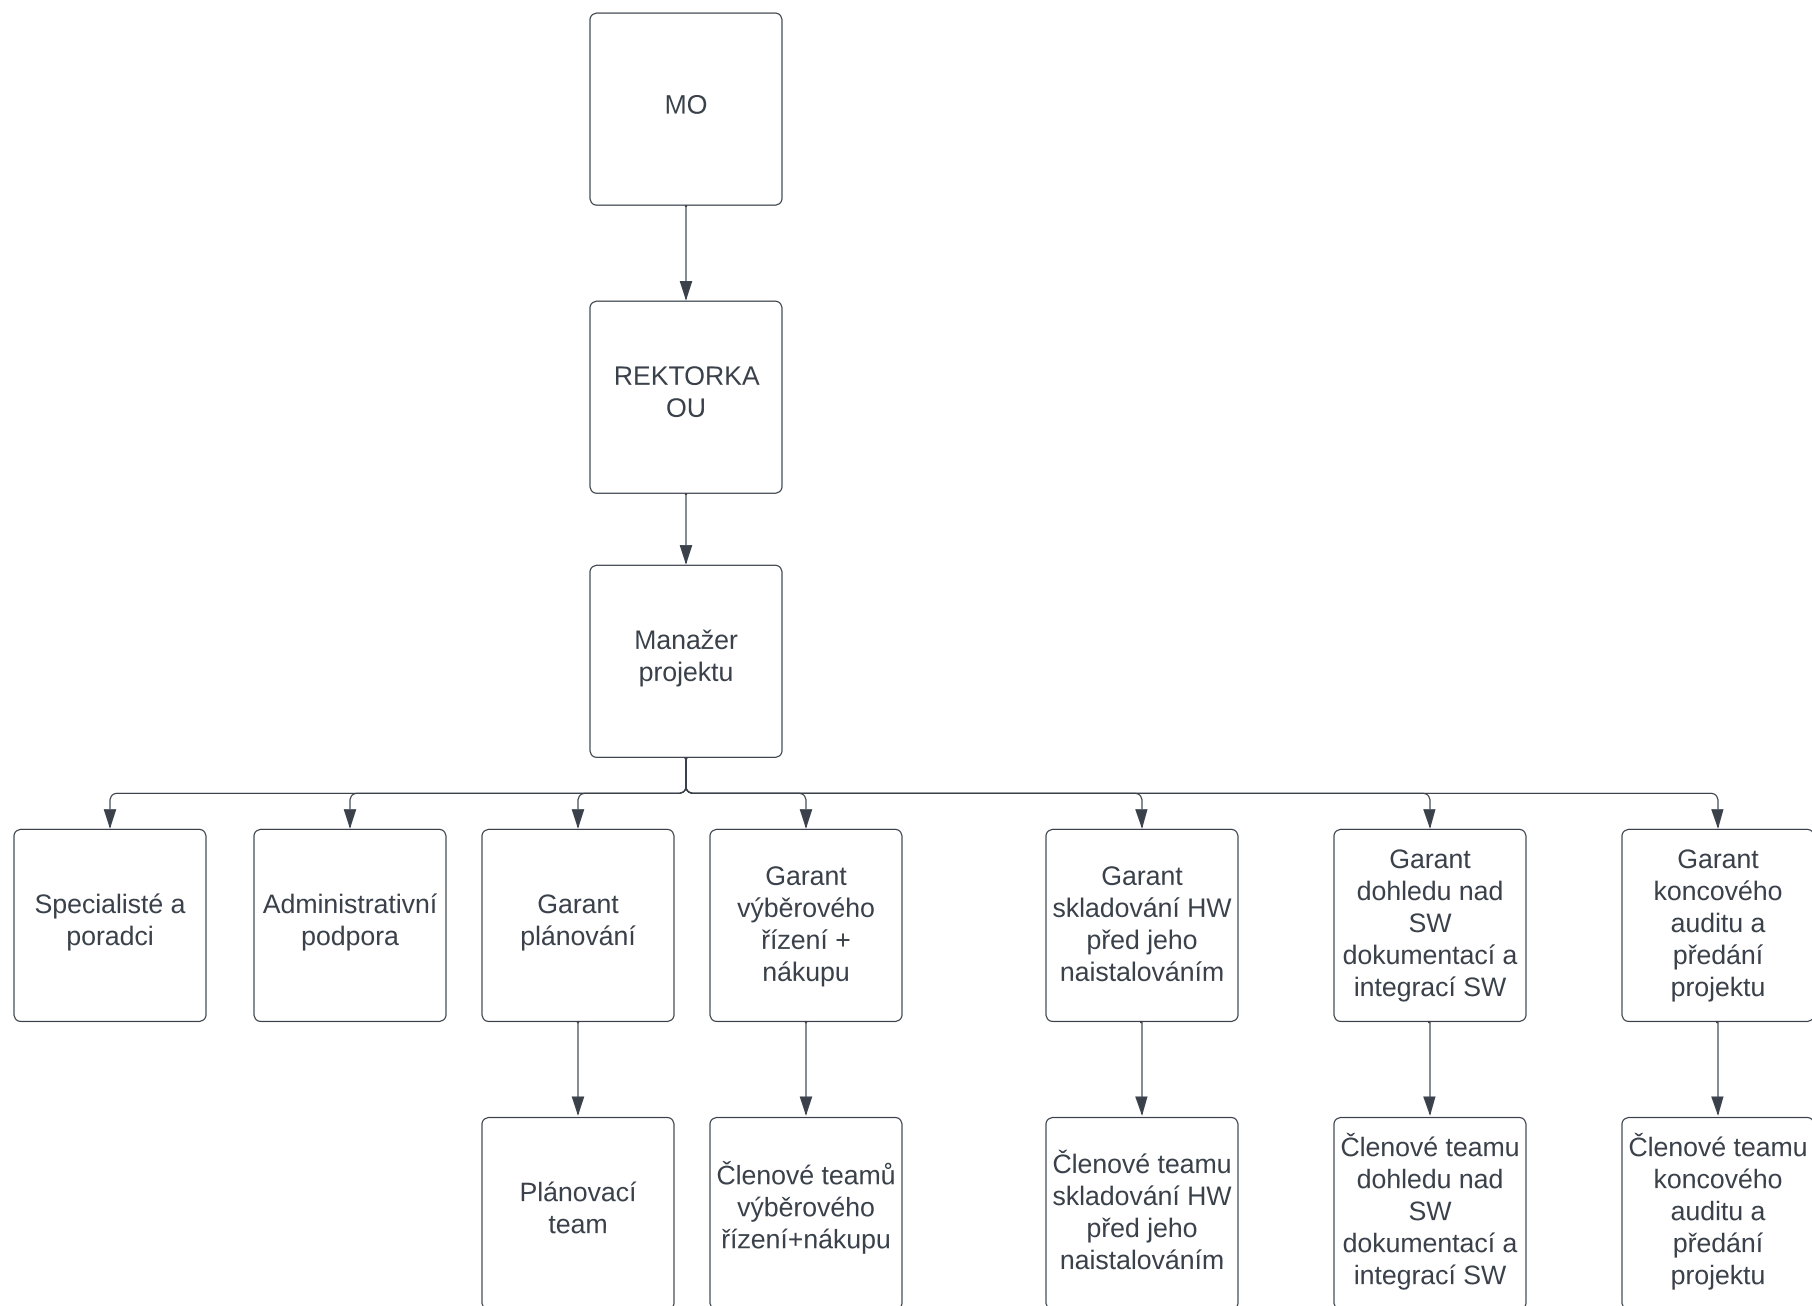 MO
REKTORKA
OU
Manažer
projektu
Specialisté a
poradci
Administrativní
podpora
Garant
plánování
Garant
výběrového
řízení +
nákupu
Garant
skladování HW
před jeho
naistalováním
Garant
dohledu nad
SW
dokumentací a
integrací SW
Garant
koncového
auditu a
předání
projektu
Plánovací
team
Členové teamů
výběrového
řízení+nákupu
Členové teamu
skladování HW
před jeho
naistalováním
Členové teamu
dohledu nad
SW
dokumentací a
integrací SW
Členové teamu
koncového
auditu a
předání
projektu